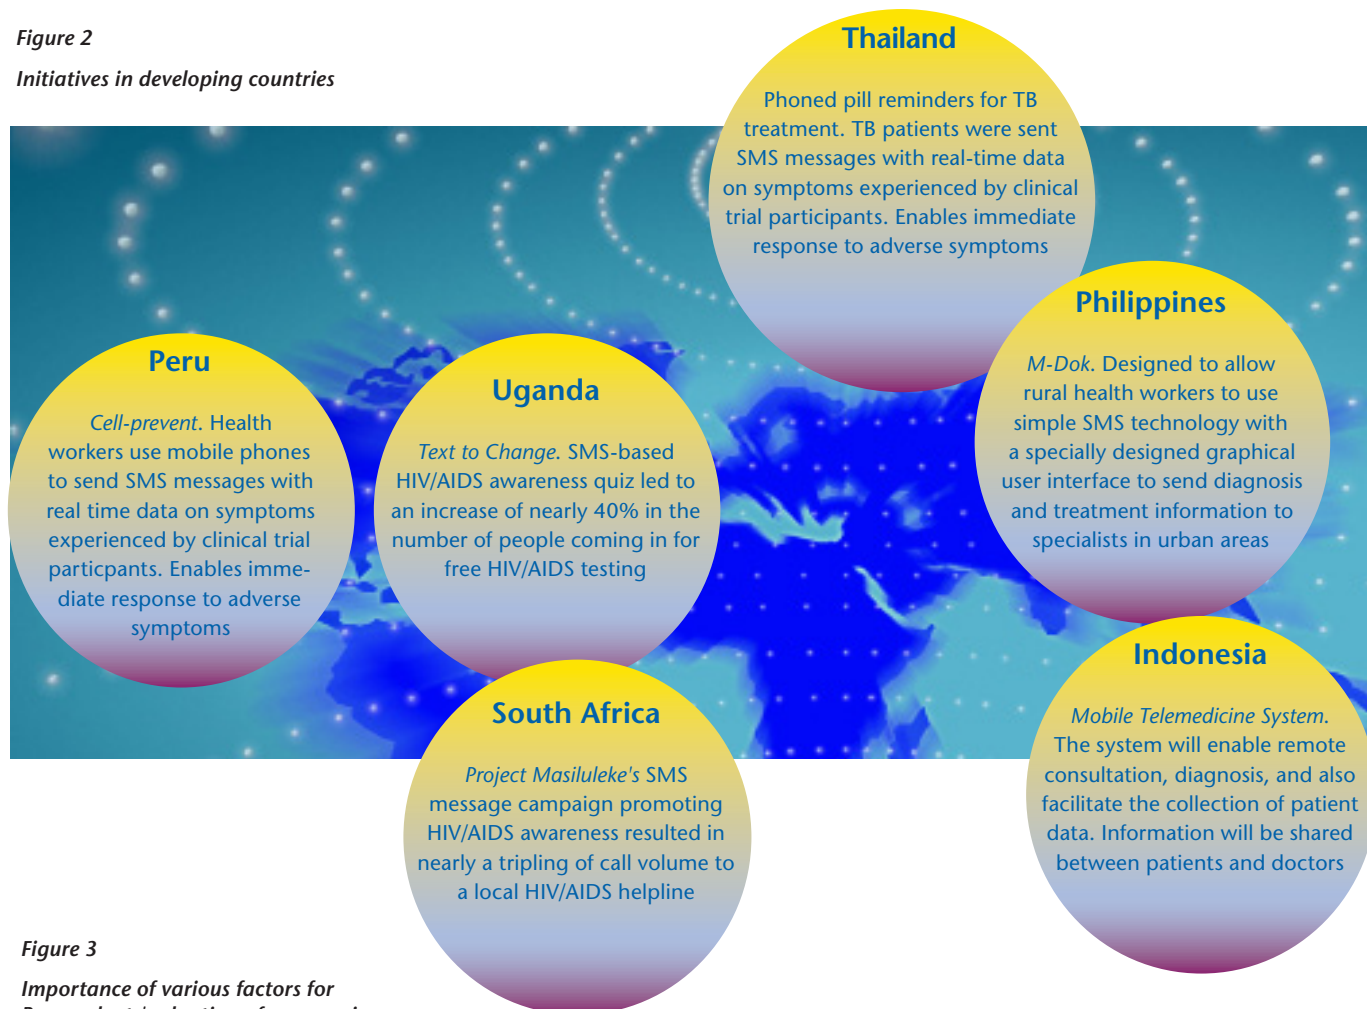 Figure 2
Initiatives in developing countries
Thailand
Phoned pill reminders for TB
treatment. TB patients were sent
SMS messages with real-time data
on symptoms experienced by clinical
trial participants. Enables immediate
response to adverse symptoms
Philippines
M-Dok. Designed to allow
rural health workers to use
simple SMS technology with
a specially designed graphical
user interface to send diagnosis
and treatment information to
specialists in urban areas
Peru
Cell-prevent. Health
workers use mobile phones
to send SMS messages with
real time data on symptoms
experienced by clinical trial
particpants. Enables imme-
diate response to adverse
symptoms
Uganda
Text to Change. SMS-based
HIV/AIDS awareness quiz led to
an increase of nearly 40% in the
number of people coming in for
free HIV/AIDS testing
South Africa
Project Masiluleke's SMS
message campaign promoting
HIV/AIDS awareness resulted in
nearly a tripling of call volume to
a local HIV/AIDS helpline
Indonesia
Mobile Telemedicine System.
The system will enable remote
consultation, diagnosis, and also
facilitate the collection of patient
data. Information will be shared
between patients and doctors
Figure 3
Importance of various factors for